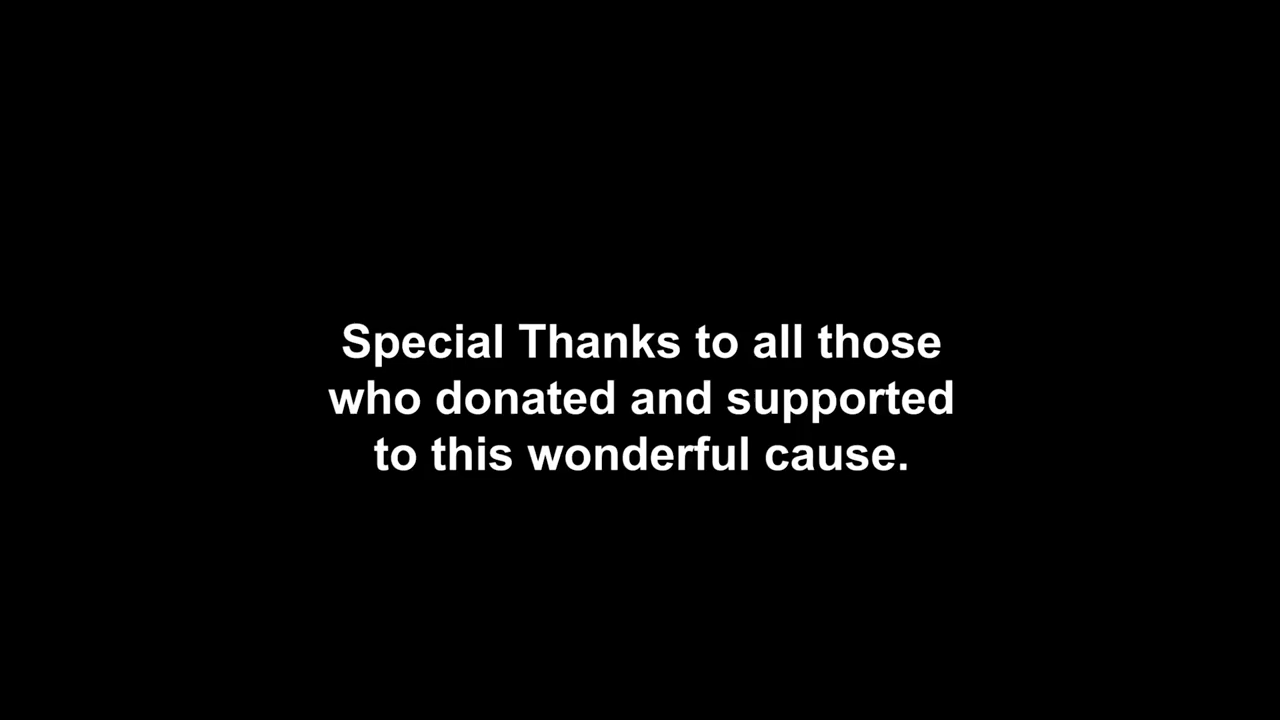 Special Thanks to all those
who donated and supported
to this wonderful cause.